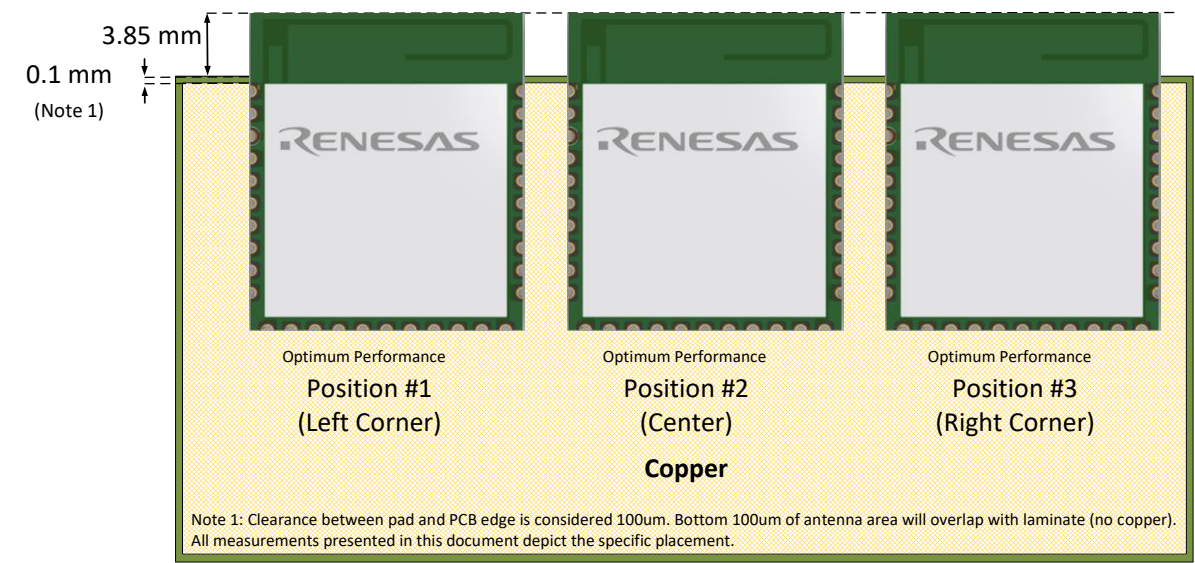 3.85 mm
0.1 mm
(Note 1)
RENESAS
RENESAS
RENESAS
Optimum Performance
Position #1
(Left Corner)
Optimum Performance
Position #2
(Center)
Optimum Performance
Position #3
(Right Corner)
Copper
Note 1: Clearance between pad and PCB edge is considered 100um. Bottom 100um of antenna area will overlap with laminate (no copper).
All measurements presented in this document depict the specific placement.